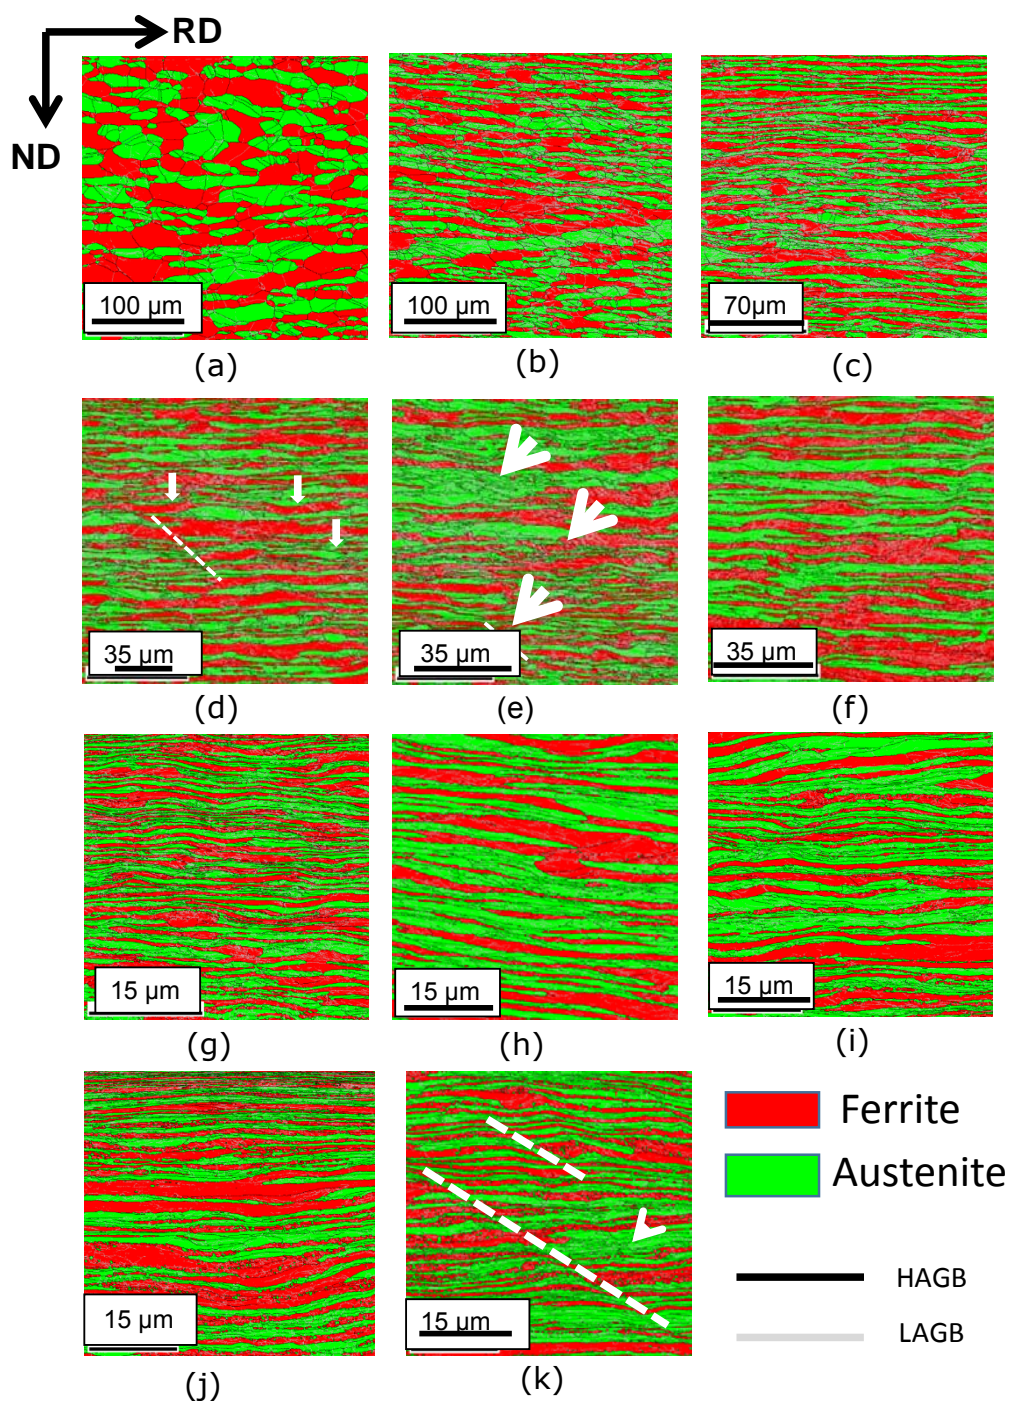 RD
ND
100 µm
100 µm
70µm
(a)
(b)
(c)
35 µm
35 µm
35 µm
(d)
(e)
(f)
15 µm
15 µm
15 µm
(g)
(h)
(i)
15 µm
15 µm
(j)
(k)
Ferrite
Austenite
HAGB
LAGB